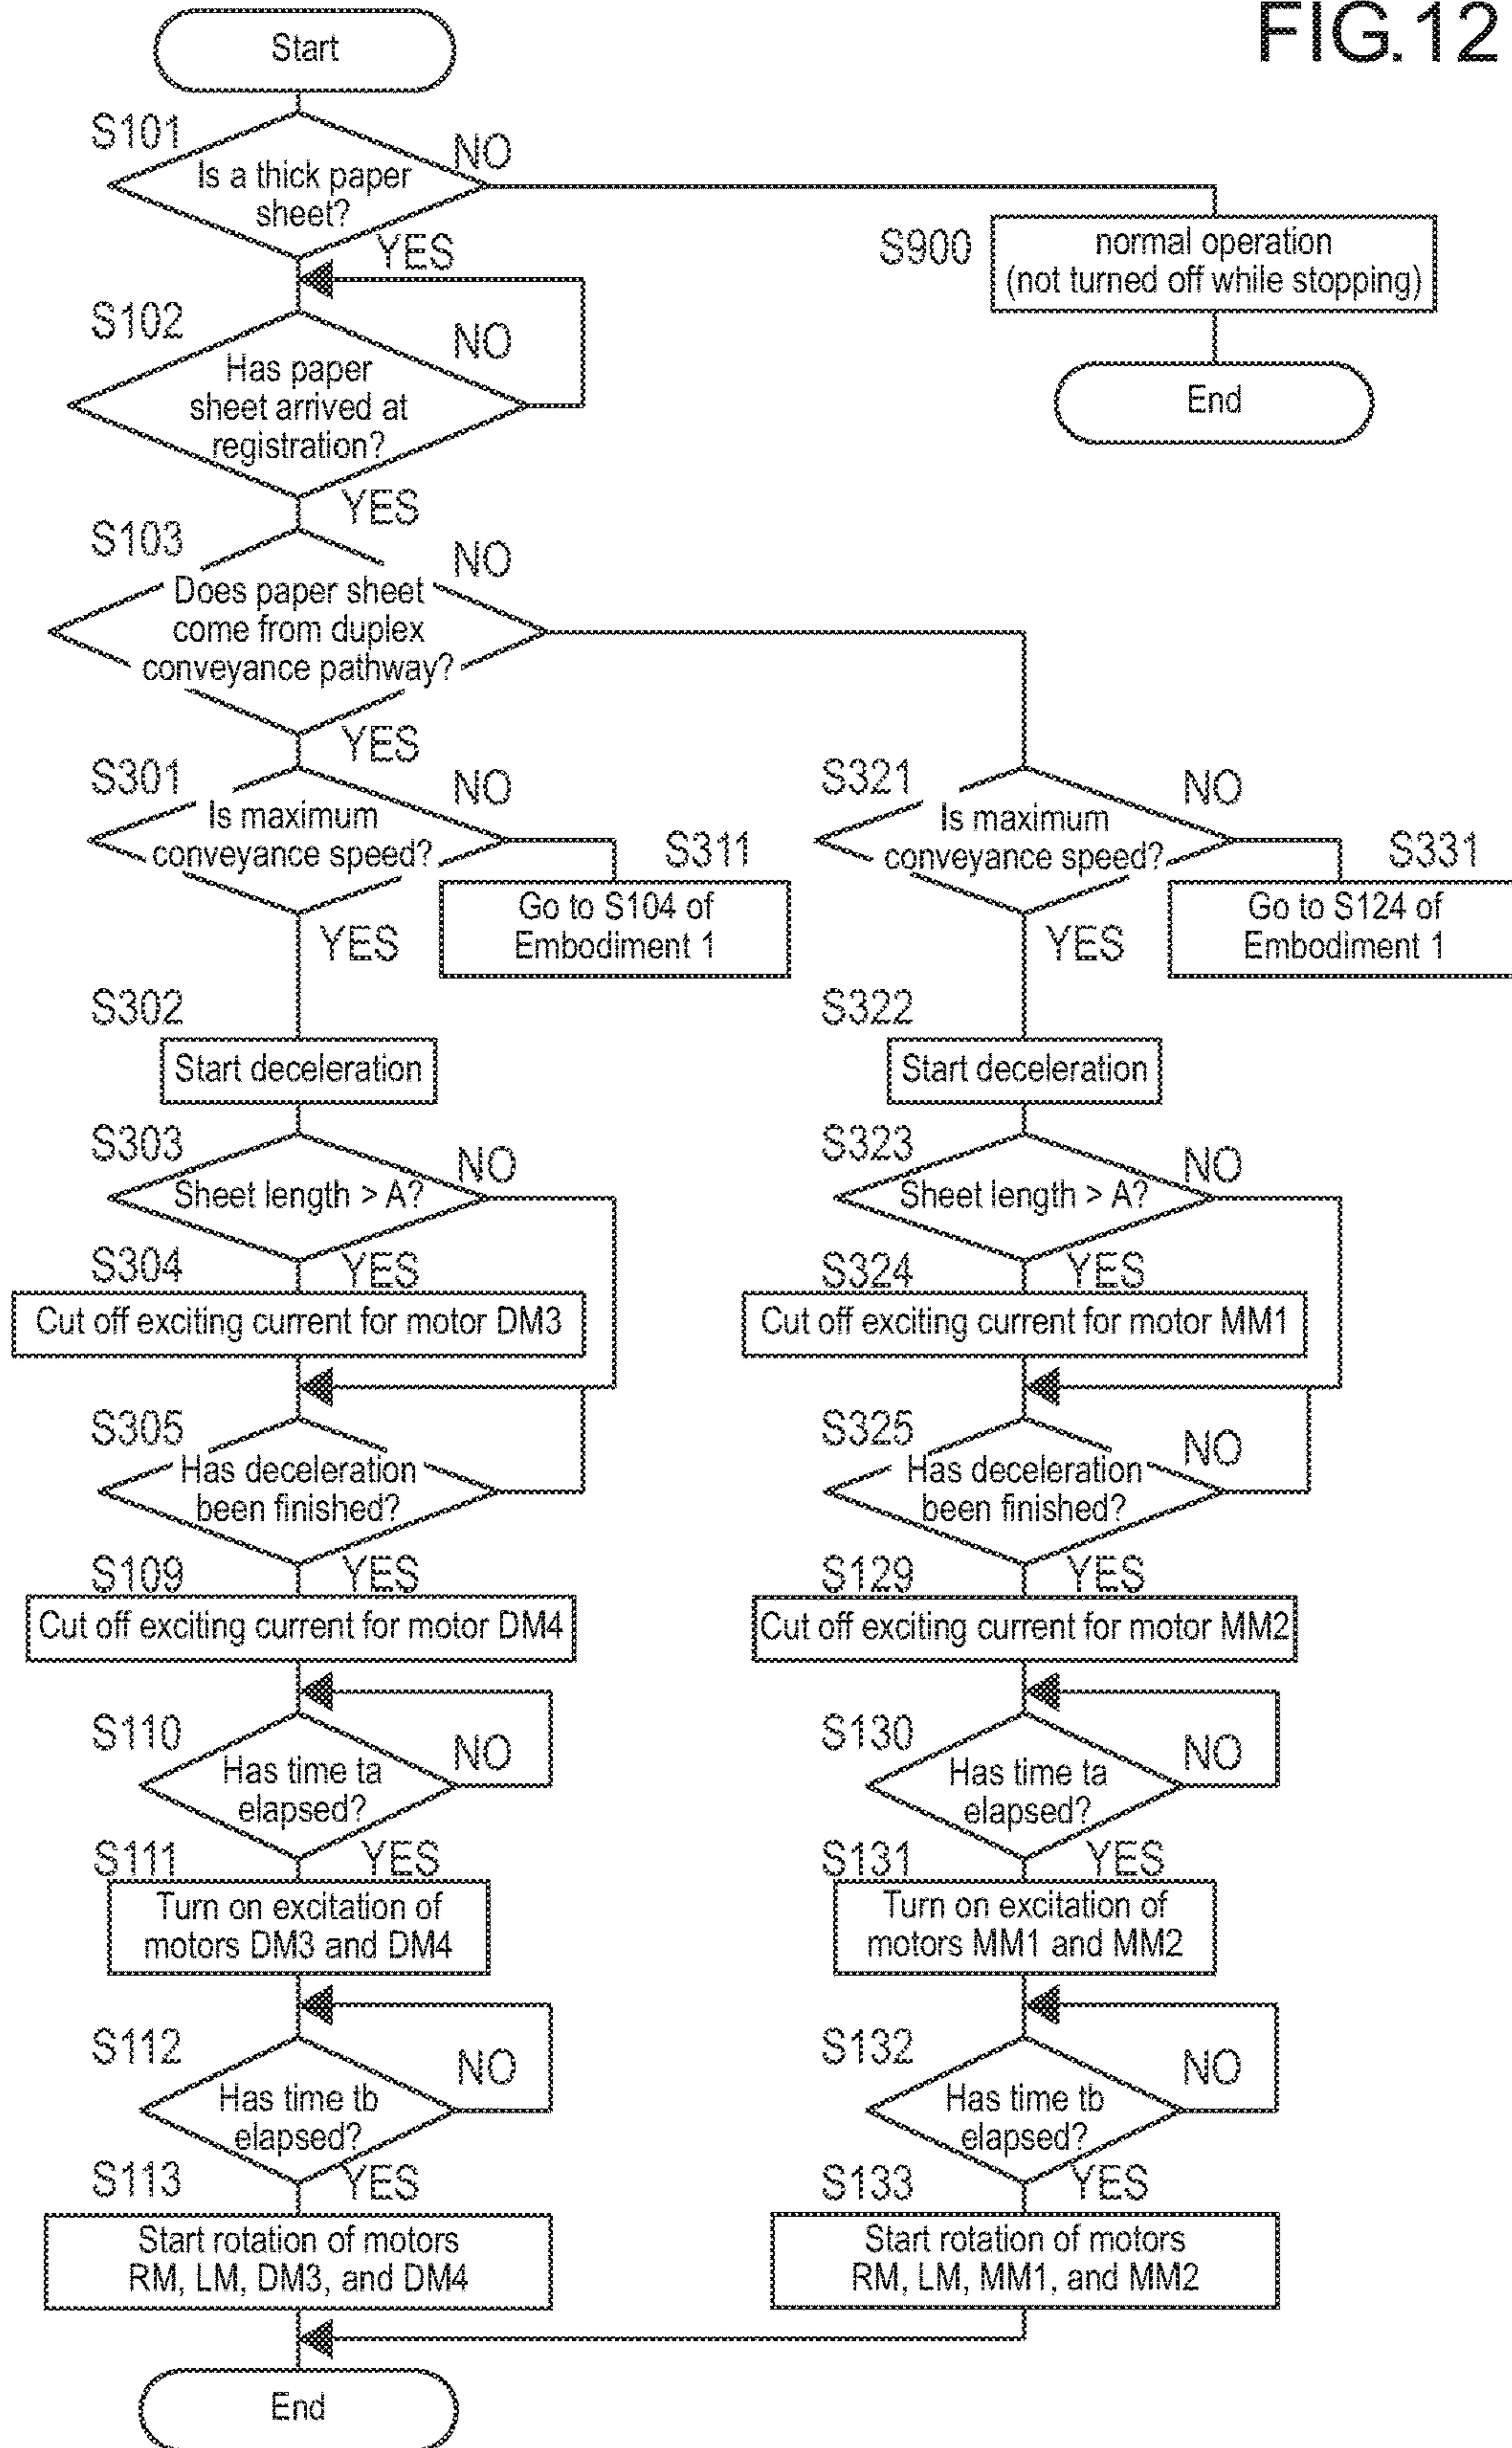 FIG.12
Start
S101
Is a thick paper
sheet?
NO
YES
S900
normal operation
(not turned off while stopping)
End
S102
Has paper
sheet arrived at
registration?
NO
YES
S103
Does paper sheet
come from duplex
conveyance pathway?
NO
YES
S301
Is maximum
conveyance speed?
NO
YES
S311
Go to S104 of
Embodiment 1
S302
Start deceleration
S303
Sheet length > A?
NO
YES
S304
Cut off exciting current for motor DM3
S305
Has deceleration
been finished?
YES
S109
Cut off exciting current for motor DM4
S110
Has time ta
elapsed?
NO
YES
S111
Turn on excitation of
motors DM3 and DM4
S112
Has time tb
elapsed?
NO
YES
S113
Start rotation of motors
RM, LM, DM3, and DM4
End
S321
Is maximum
conveyance speed?
NO
YES
S331
Go to S124 of
Embodiment 1
S322
Start deceleration
S323
Sheet length > A?
NO
YES
S324
Cut off exciting current for motor MM1
S325
Has deceleration
been finished?
NO
YES
S129
Cut off exciting current for motor MM2
S130
Has time ta
elapsed?
NO
YES
S131
Turn on excitation of
motors MM1 and MM2
S132
Has time tb
elapsed?
NO
YES
S133
Start rotation of motors
RM, LM, MM1, and MM2